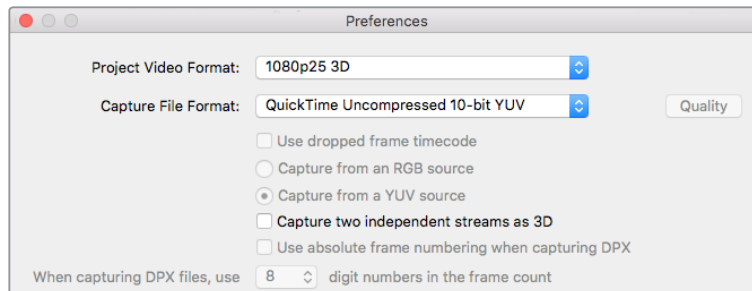 Preferences
Project Video Format: 1080p25 3D
Capture File Format: QuickTime Uncompressed 10-bit YUV Quality
Use dropped frame timecode
Capture from an RGB source
Capture from a YUV source
Capture two independent streams as 3D
Use absolute frame numbering when capturing DPX
When capturing DPX files, use 8 digit numbers in the frame count